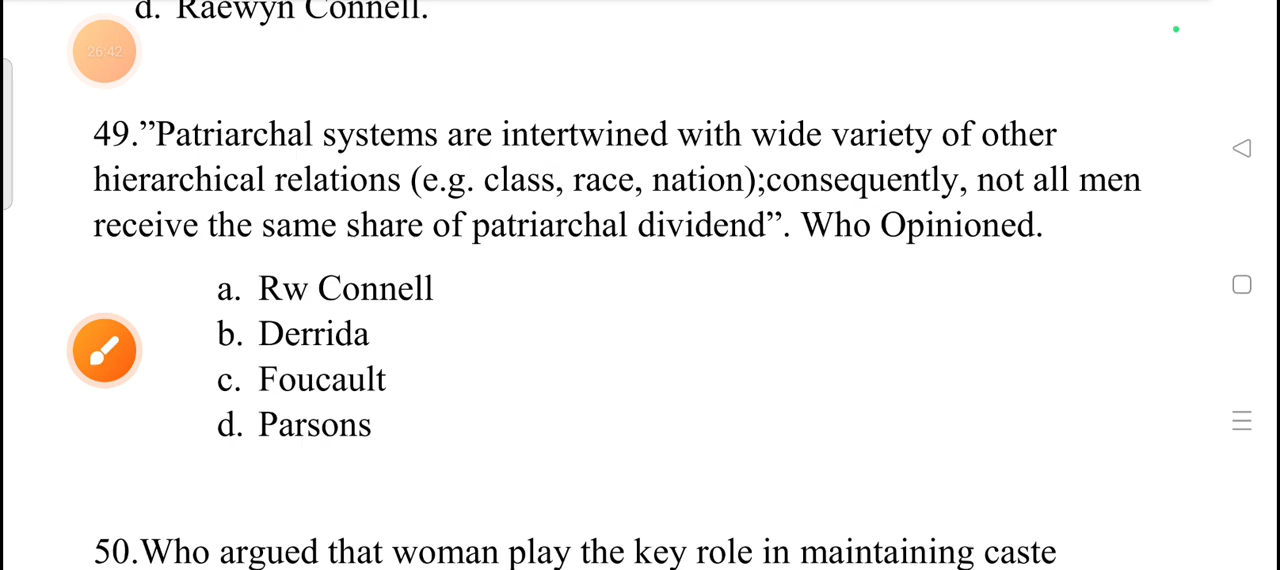 d. Raewyn Connell.
26:42
49.”Patriarchal systems are intertwined with wide variety of other
hierarchical relations (e.g. class, race, nation);consequently, not all men
receive the same share of patriarchal dividend”. Who Opinioned.
a. Rw Connell
b. Derrida
c. Foucault
d. Parsons
50.Who argued that woman play the key role in maintaining caste